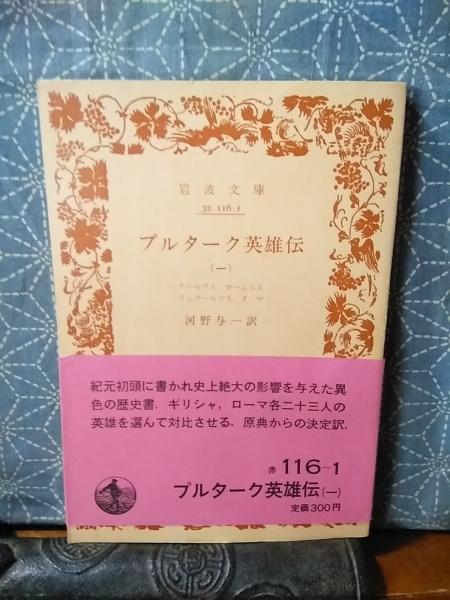 岩波文庫
32-116-1
プルターク英雄伝
(一)
テーセウス、ロームルス
リュクールゴス、ヌマ
河野与一訳
紀元初頭に書かれ史上絶大の影響を与えた異
色の歴史書．ギリシャ，ローマ各二十三人の
英雄を選んで対比させる．原典からの決定訳．
赤 116-1
プルターク英雄伝(一)
定価300円